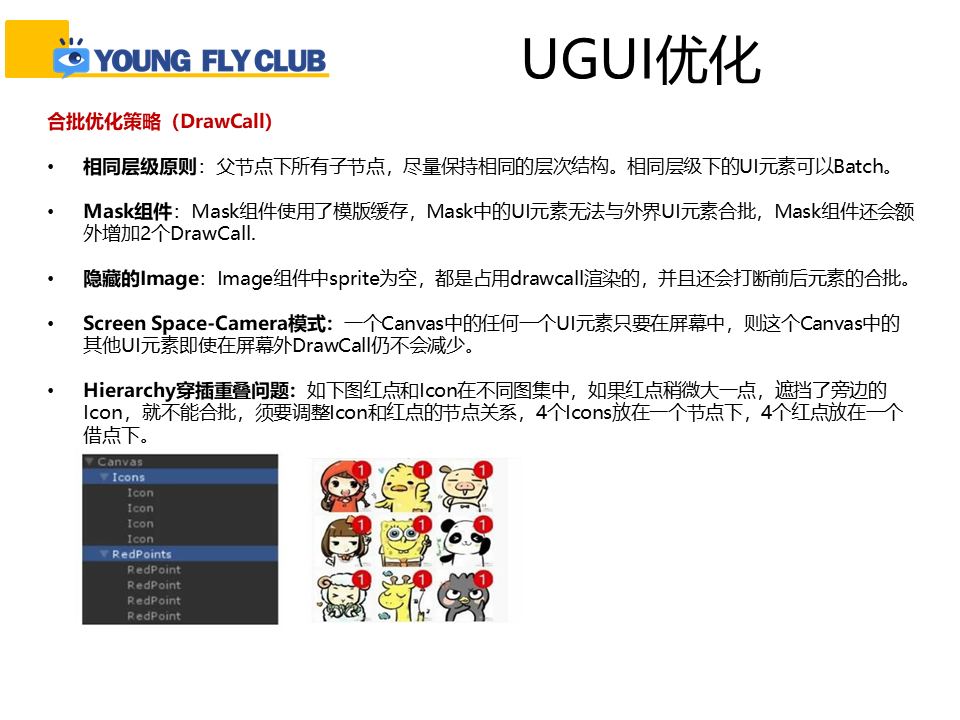 YOUNG FLY CLUB
UGUI优化
合批优化策略（DrawCall）
• 相同层级原则：父节点下所有子节点，尽量保持相同的层次结构。相同层级下的UI元素可以Batch。
• Mask组件：Mask组件使用了模版缓存，Mask中的UI元素无法与外界UI元素合批，Mask组件还会额
外增加2个DrawCall.
• 隐藏的Image：Image组件中sprite为空，都是占用drawcall渲染的，并且还会打断前后元素的合批。
• Screen Space-Camera模式：一个Canvas中的任何一个UI元素只要在屏幕中，则这个Canvas中的
其他UI元素即使在屏幕外DrawCall仍不会减少。
• Hierarchy穿插重叠问题：如下图红点和Icon在不同图集中，如果红点稍微大一点，遮挡了旁边的
Icon，就不能合批，须要调整Icon和红点的节点关系，4个Icons放在一个节点下，4个红点放在一个
借点下。
Canvas
Icons
Icon
Icon
Icon
Icon
RedPoints
RedPoint
RedPoint
RedPoint
RedPoint
1 1 1
1 1 1
1 1 1